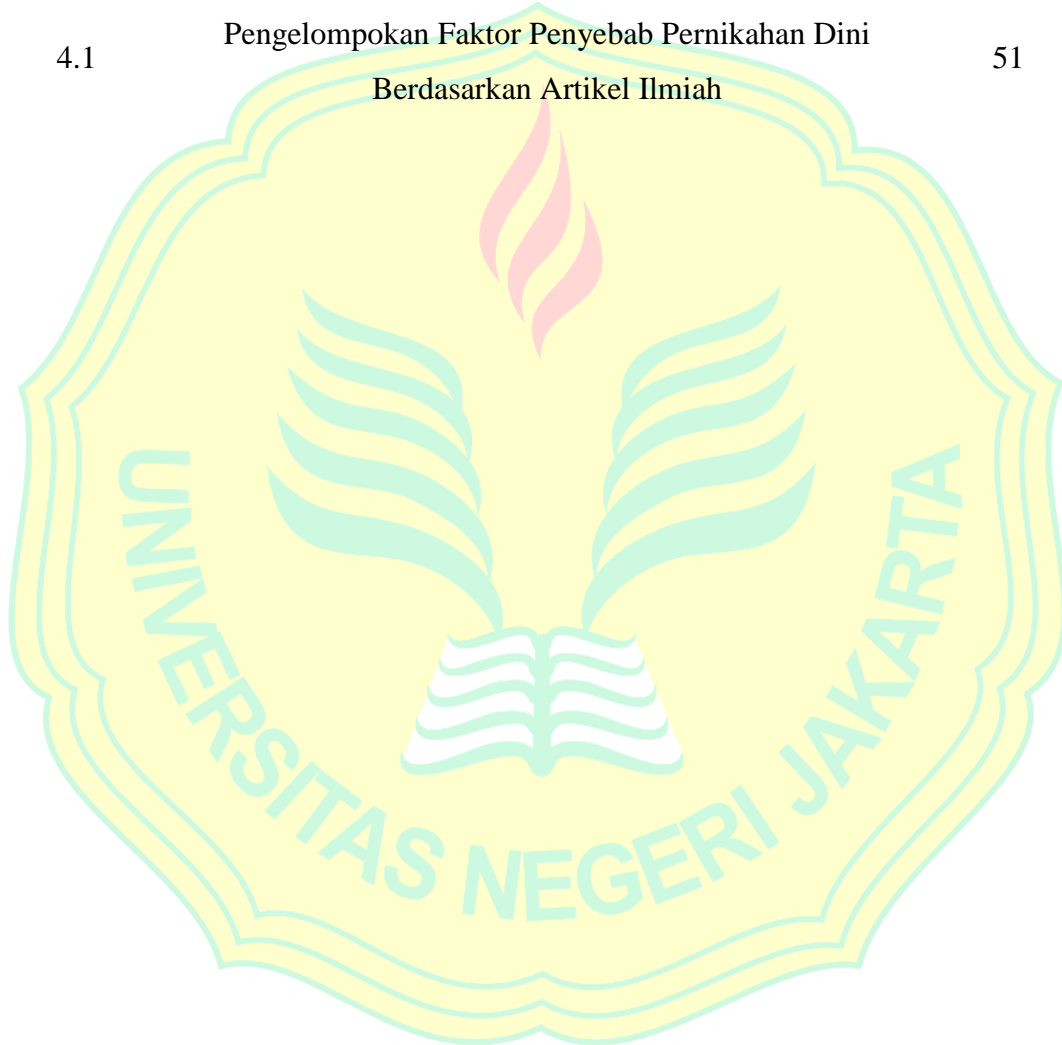 4.1 Pengelompokan Faktor Penyebab Pernikahan Dini 51
Berdasarkan Artikel Ilmiah
UNIVERSITAS NEGERI JAKARTA